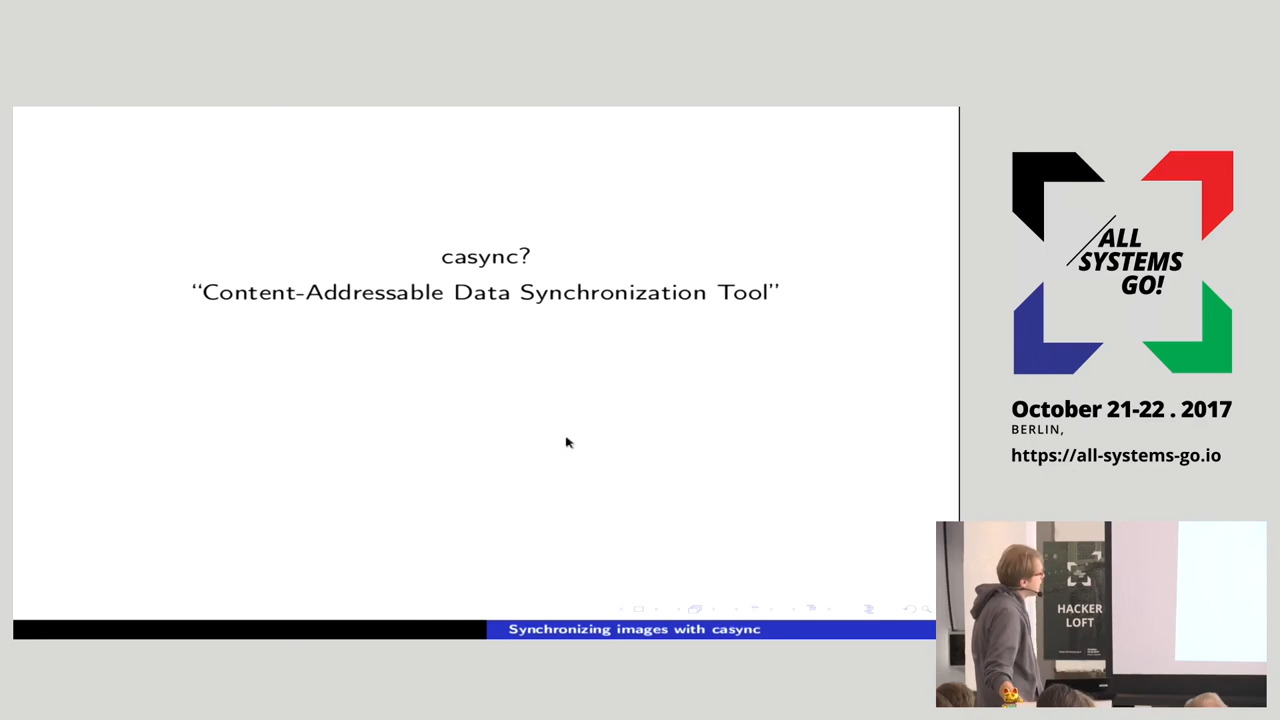 casync?
“Content-Addressable Data Synchronization Tool”
Synchronizing images with casync
ALL
SYSTEMS
GO!
October 21-22 . 2017
BERLIN,
https://all-systems-go.io
HACKER
LOFT